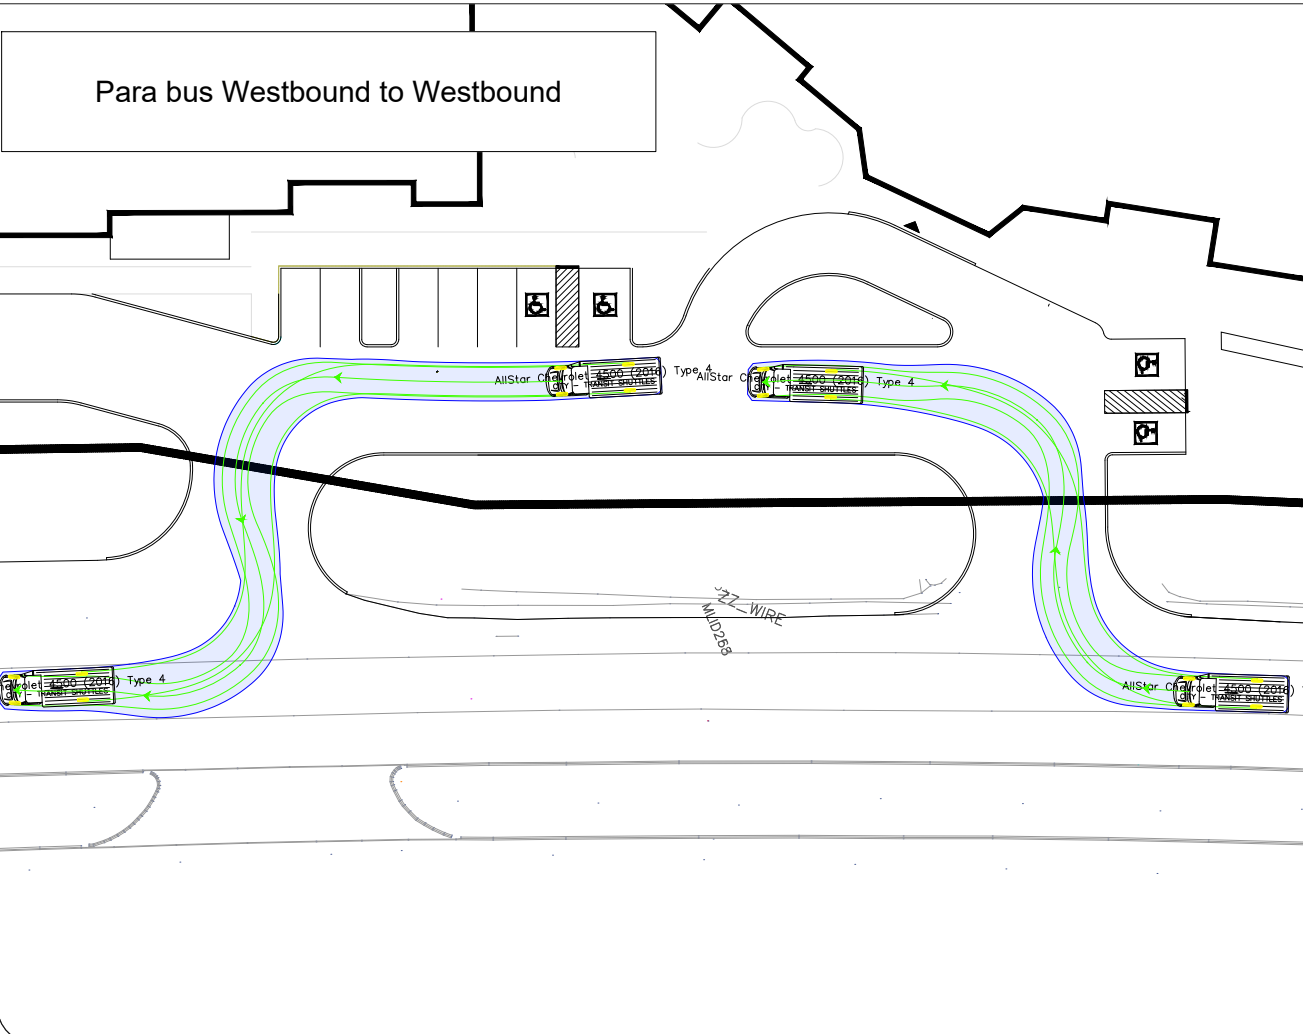 Para bus Westbound to Westbound
AllStar Chevrolet 4500 (2016) Type 4
CITY - TRANSIT SHUTTLES
AllStar Chevrolet 4500 (2016) Type 4
CITY - TRANSIT SHUTTLES
ZZ_WIRE
MLID268
Chevrolet 4500 (2016) Type 4
CITY - TRANSIT SHUTTLES
AllStar Chevrolet 4500 (2016)
CITY - TRANSIT SHUTTLES